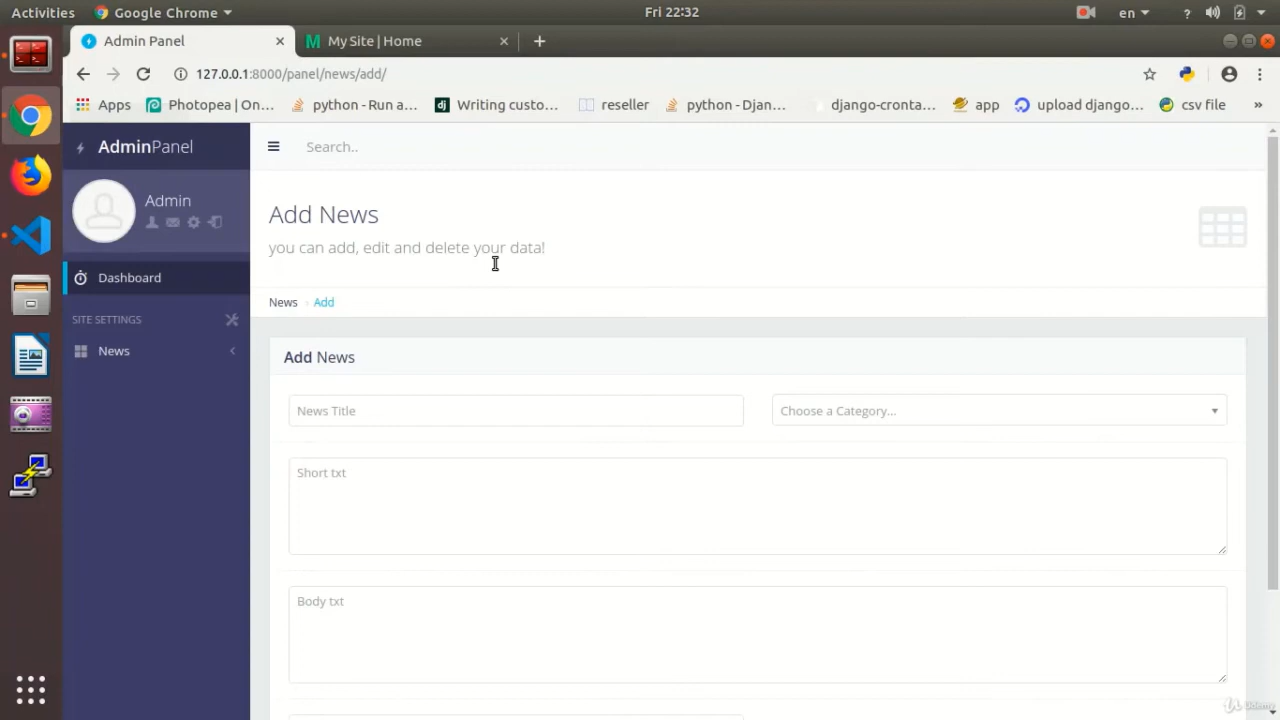 Activities Google Chrome Fri 22:32 en ?
Admin Panel My Site | Home
127.0.0.1:8000/panel/news/add/
Apps Photopea | On... python - Run a... dj Writing custo... reseller python - Djan... django-cronta... app upload django... csv file »
AdminPanel Search..
Admin
Add News
you can add, edit and delete your data!
Dashboard
News Add
SITE SETTINGS
News
Add News
News Title Choose a Category...
Short txt
Body txt
Udemy